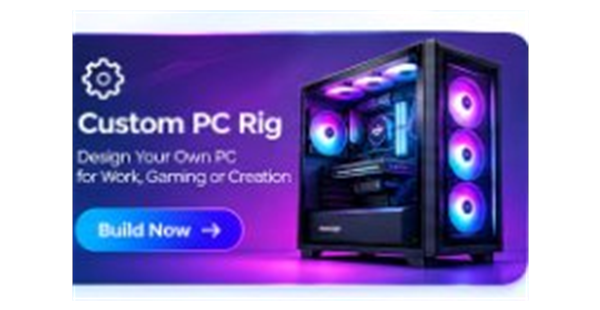 Custom PC Rig
Design Your Own PC
for Work, Gaming or Creation
Build Now →